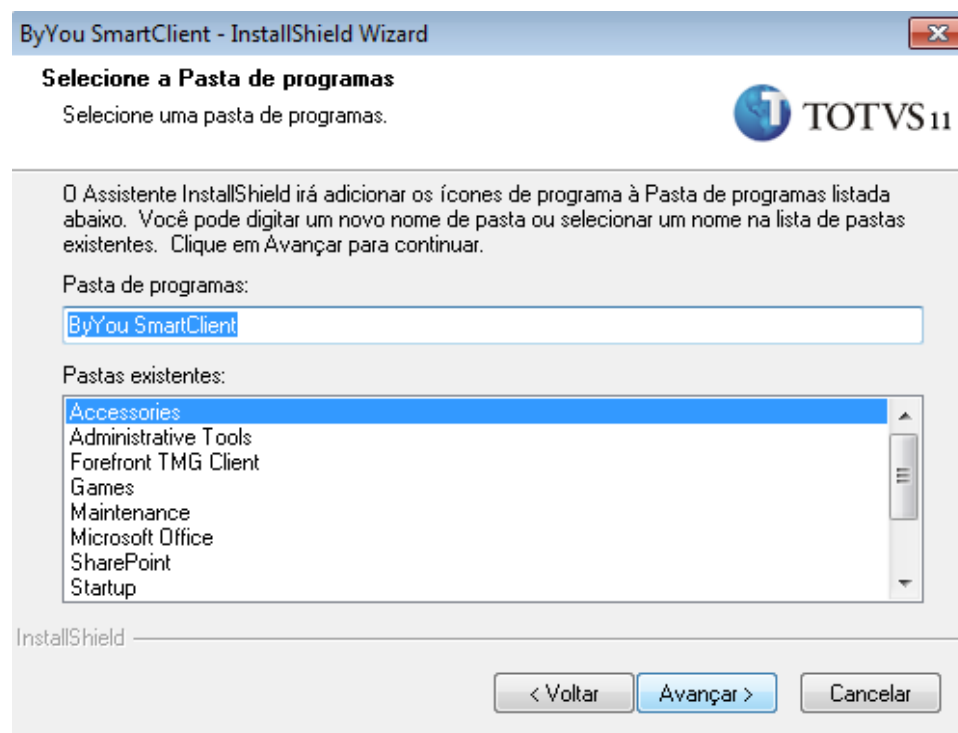 ByYou SmartClient - InstallShield Wizard
Selecione a Pasta de programas
Selecione uma pasta de programas.
TOTVS 11
O Assistente InstallShield irá adicionar os ícones de programa à Pasta de programas listada
abaixo. Você pode digitar um novo nome de pasta ou selecionar um nome na lista de pastas
existentes. Clique em Avançar para continuar.
Pasta de programas:
ByYou SmartClient
Pastas existentes:
Accessories
Administrative Tools
Forefront TMG Client
Games
Maintenance
Microsoft Office
SharePoint
Startup
InstallShield
< Voltar
Avançar >
Cancelar